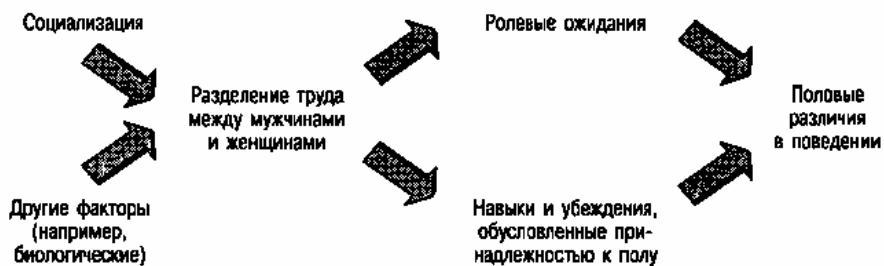 Социализация
Другие факторы
(например,
биологические)
Разделение труда
между мужчинами
и женщинами
Ролевые ожидания
Навыки и убеждения,
обусловленные при-
надлежностью к полу
Половые
различия
в поведении